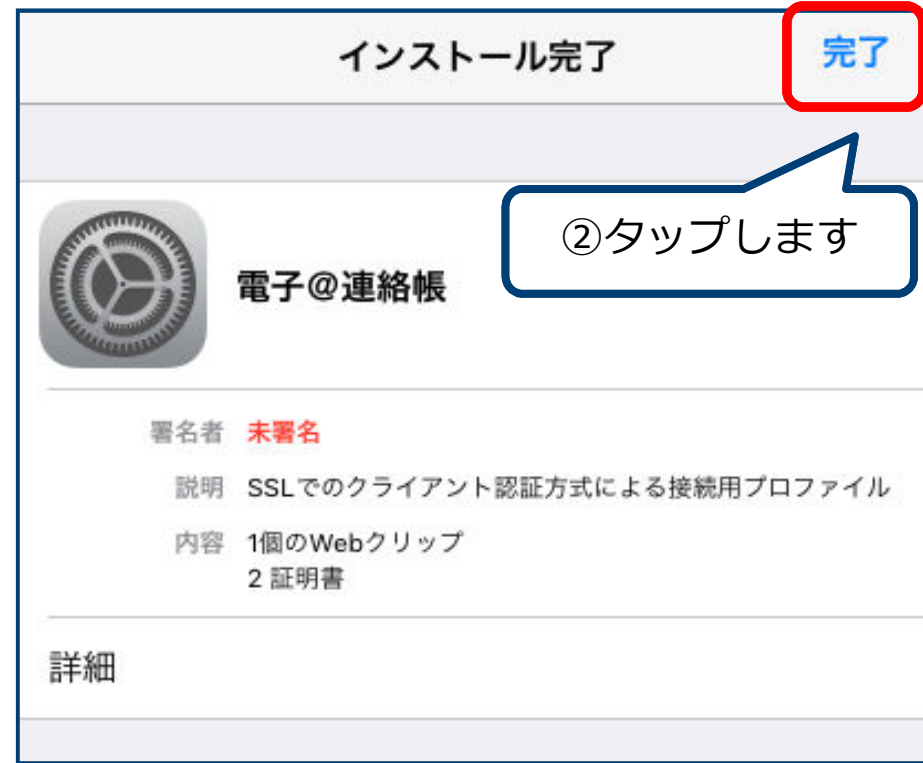 インストール完了
完了
②タップします
電子@連絡帳
署名者 未署名
説明 SSLでのクライアント認証方式による接続用プロファイル
内容 1個のWebクリップ
2 証明書
詳細